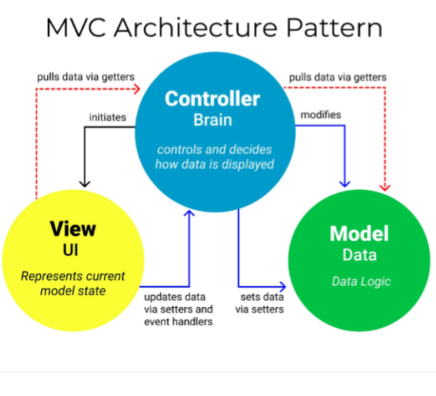 MVC Architecture Pattern
pulls data via getters
pulls data via getters
initiates
modifies
Controller
Brain
controls and decides
how data is displayed
View
UI
Represents current
model state
Model
Data
Data Logic
updates data
via setters and
event handlers
sets data
via setters